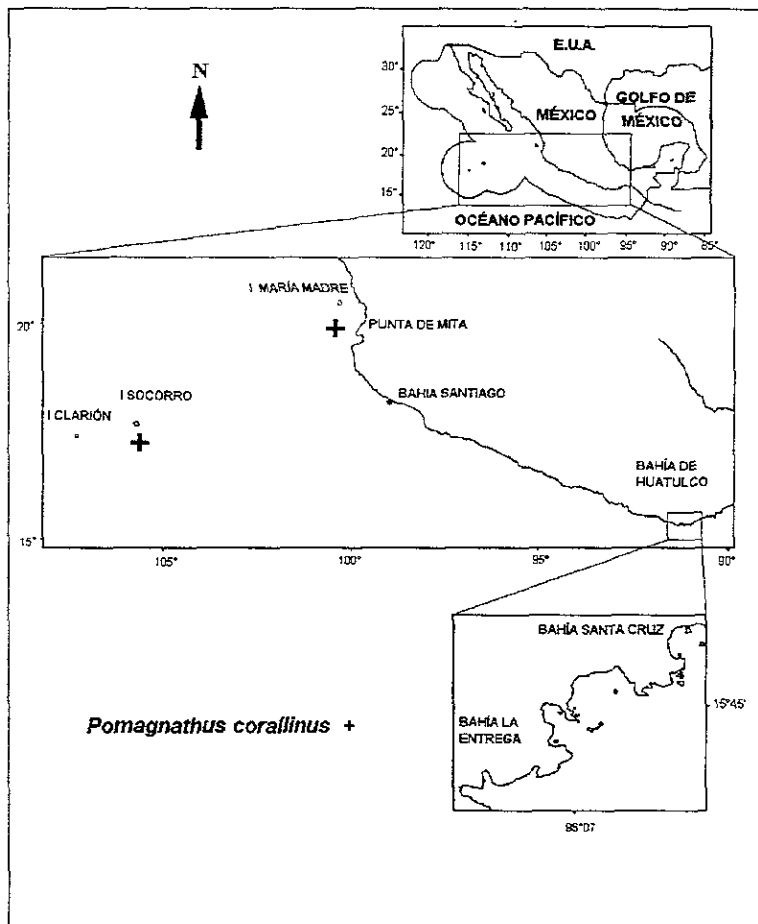 N
E.U.A.
GOLFO DE
MÉXICO
MÉXICO
OCÉANO PACÍFICO
30°
25°
20°
15°
120° 115° 110° 105° 100° 95° 90° 85°
I MARÍA MADRE
PUNTA DE MITA
BAHIA SANTIAGO
I SOCORRO
I CLARIÓN
BAHÍA DE
HUATULCO
20°
15°
105° 100° 95° 90°
BAHÍA SANTA CRUZ
BAHÍA LA
ENTREGA
15°45'
96°07
Pomagnathus corallinus +